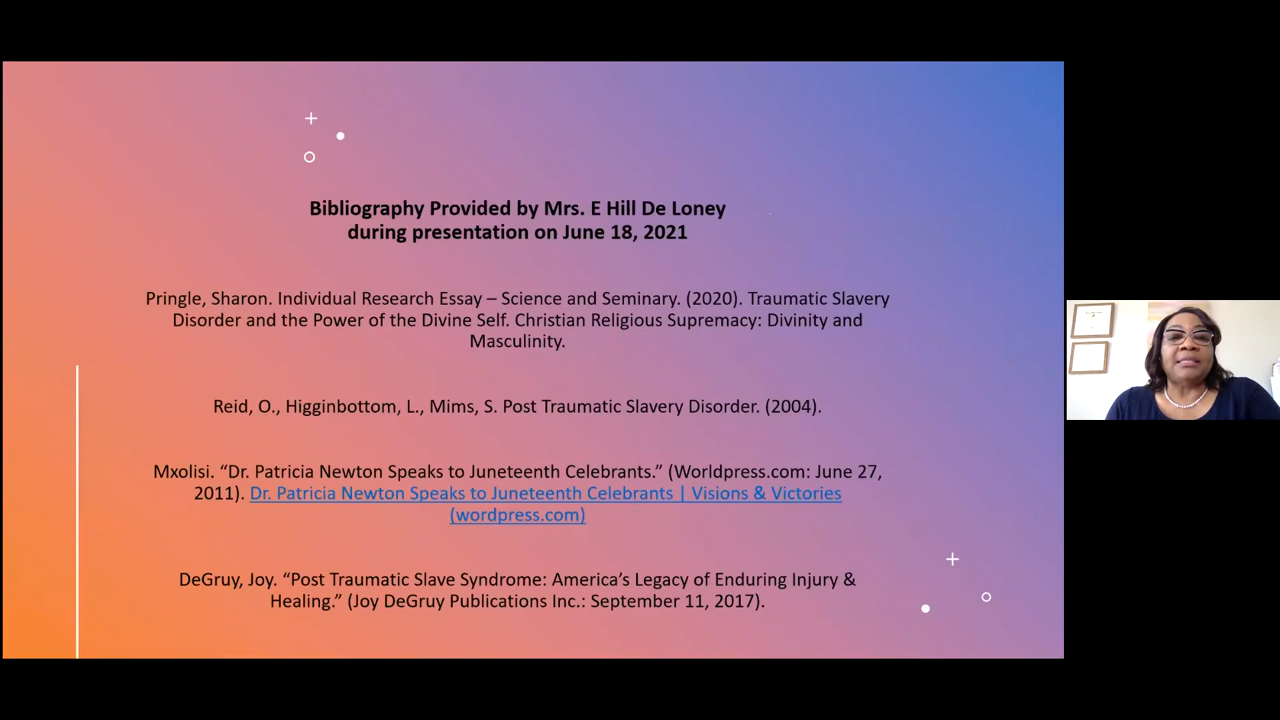 Bibliography Provided by Mrs. E Hill De Loney
during presentation on June 18, 2021
Pringle, Sharon. Individual Research Essay – Science and Seminary. (2020). Traumatic Slavery
Disorder and the Power of the Divine Self. Christian Religious Supremacy: Divinity and
Masculinity.
Reid, O., Higginbottom, L., Mims, S. Post Traumatic Slavery Disorder. (2004).
Mxolisi. “Dr. Patricia Newton Speaks to Juneteenth Celebrants.” (Worldpress.com: June 27,
2011). Dr. Patricia Newton Speaks to Juneteenth Celebrants | Visions & Victories
(wordpress.com)
DeGruy, Joy. “Post Traumatic Slave Syndrome: America’s Legacy of Enduring Injury &
Healing.” (Joy DeGruy Publications Inc.: September 11, 2017).